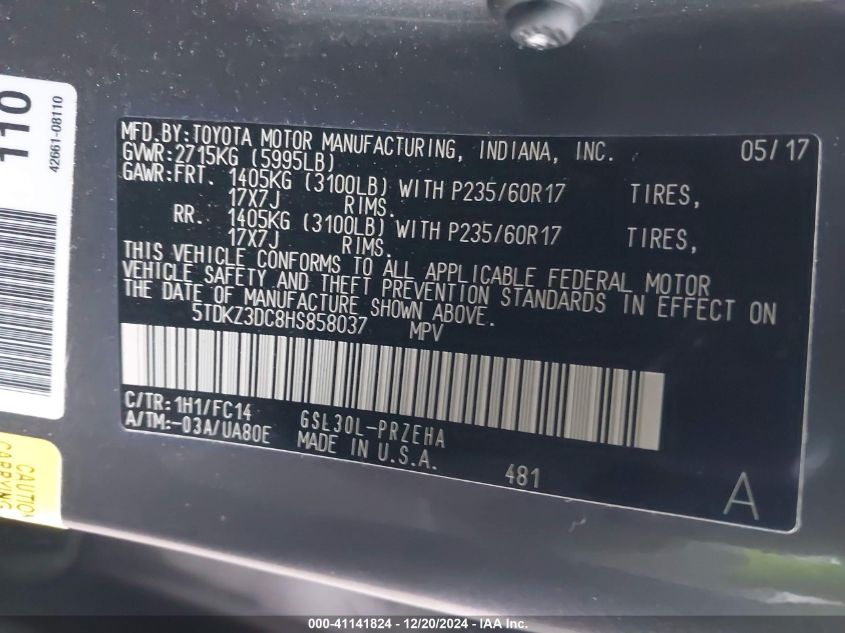 110
42661-08110
MFD.BY:TOYOTA MOTOR MANUFACTURING, INDIANA, INC. 05/17
GVWR:2715KG (5995LB)
GAWR:FRT. 1405KG (3100LB) WITH P235/60R17 TIRES,
17X7J RIMS.
RR. 1405KG (3100LB) WITH P235/60R17 TIRES,
17X7J RIMS.
THIS VEHICLE CONFORMS TO ALL APPLICABLE FEDERAL MOTOR
VEHICLE SAFETY AND THEFT PREVENTION STANDARDS IN EFFECT ON
THE DATE OF MANUFACTURE SHOWN ABOVE.
5TDKZ3DC8HS858037 MPV
C/TR:1H1/FC14 GSL30L-PRZEHA
A/TM:-03A/UA80E MADE IN U.S.A.
481
A
CAUTIO
CARRYING
000-41141824 - 12/20/2024 - IAA Inc.